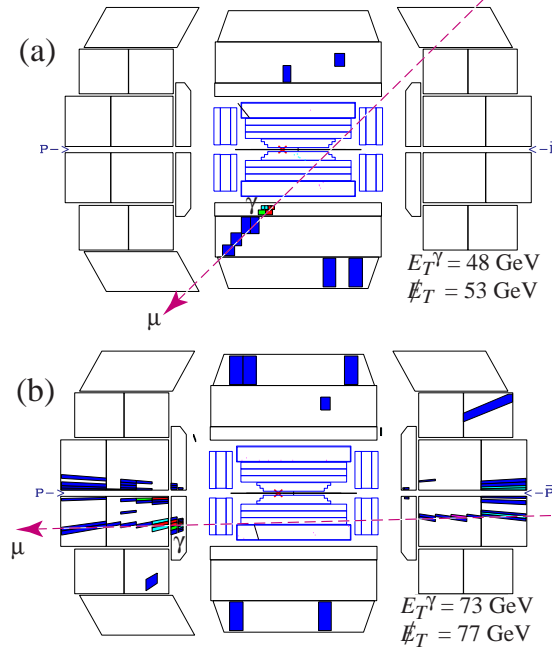 (a)
P
p̄
γ
E_T^γ = 48 GeV
E̸_T = 53 GeV
μ
(b)
P
P̄
μ
γ
E_T^γ = 73 GeV
E̸_T = 77 GeV